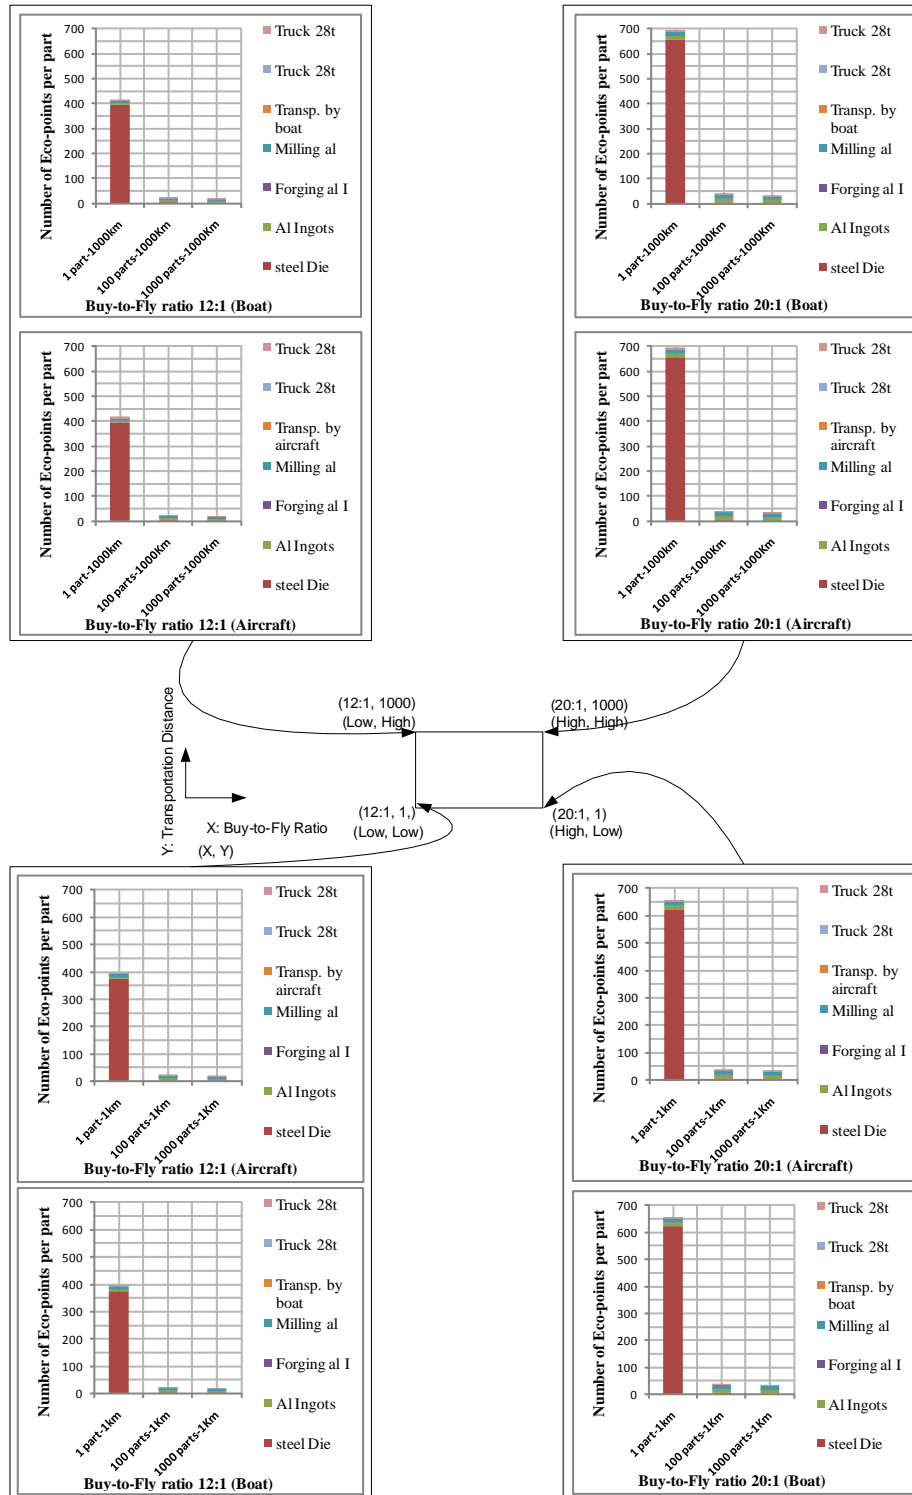 Number of Eco-points per part
700
600
500
400
300
200
100
0
1 part-1000Km
100 parts-1000Km
1000 parts-1000Km
Truck 28t
Truck 28t
Transp. by
boat
Milling al
Forging al I
Al Ingots
steel Die
Buy-to-Fly ratio 12:1 (Boat)
Number of Eco-points per part
700
600
500
400
300
200
100
0
1 part-1000Km
100 parts-1000Km
1000 parts-1000Km
Truck 28t
Truck 28t
Transp. by
boat
Milling al
Forging al I
Al Ingots
steel Die
Buy-to-Fly ratio 20:1 (Boat)
Number of Eco-points per part
700
600
500
400
300
200
100
0
1 part-1000km
100 parts-1000Km
1000 parts-1000Km
Truck 28t
Truck 28t
Transp. by
aircraft
Milling al
Forging al I
Al Ingots
steel Die
Buy-to-Fly ratio 12:1 (Aircraft)
Number of Eco-points per part
700
600
500
400
300
200
100
0
1 part-1000km
100 parts-1000Km
1000 parts-1000Km
Truck 28t
Truck 28t
Transp. by
aircraft
Milling al
Forging al I
Al Ingots
steel Die
Buy-to-Fly ratio 20:1 (Aircraft)
(12:1, 1000)
(Low, High)
(20:1, 1000)
(High, High)
Y: Transportation Distance
X: Buy-to-Fly Ratio
(X, Y)
(12:1, 1,)
(Low, Low)
(20:1, 1)
(High, Low)
Number of Eco-points per part
700
600
500
400
300
200
100
0
1 part-1km
100 parts-1Km
1000 parts-1Km
Truck 28t
Truck 28t
Transp. by
aircraft
Milling al
Forging al I
Al Ingots
steel Die
Buy-to-Fly ratio 12:1 (Aircraft)
Number of Eco-points per part
700
600
500
400
300
200
100
0
1 part-1km
100 parts-1Km
1000 parts-1Km
Truck 28t
Truck 28t
Transp. by
aircraft
Milling al
Forging al I
Al Ingots
steel Die
Buy-to-Fly ratio 20:1 (Aircraft)
Number of Eco-points per part
700
600
500
400
300
200
100
0
1 part-1Km
100 parts-1Km
1000 parts-1Km
Truck 28t
Truck 28t
Transp. by
boat
Milling al
Forging al I
Al Ingots
steel Die
Buy-to-Fly ratio 12:1 (Boat)
Number of Eco-points per part
700
600
500
400
300
200
100
0
1 part-1km
100 parts-1Km
1000 parts-1Km
Truck 28t
Truck 28t
Transp. by
boat
Milling al
Forging al I
Al Ingots
steel Die
Buy-to-Fly ratio 20:1 (Boat)